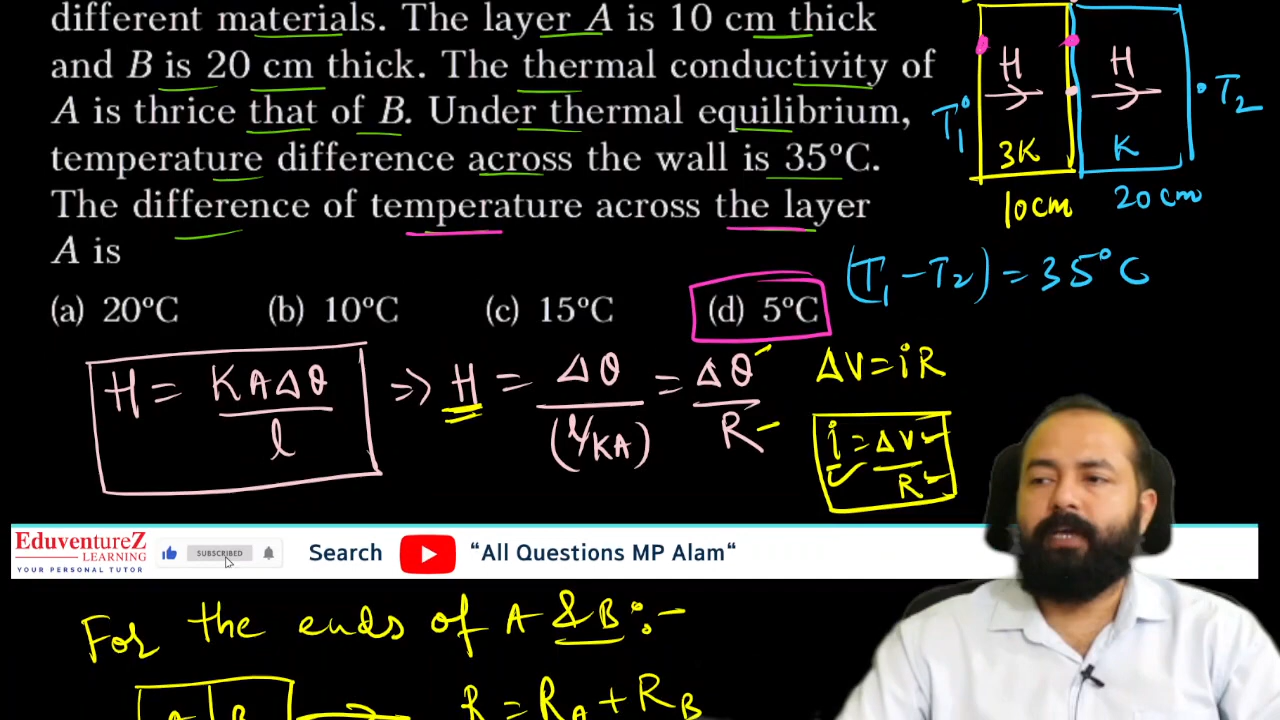 different materials. The layer A is 10 cm thick
and B is 20 cm thick. The thermal conductivity of
A is thrice that of B. Under thermal equilibrium,
temperature difference across the wall is 35°C.
The difference of temperature across the layer
A is
(a) 20°C (b) 10°C (c) 15°C (d) 5°C
H H
T₁° T₂
3K K
10cm 20cm
(T₁ – T₂) = 35°C
H = KAΔθ/l ⇒ H = Δθ/(l/KA) = Δθ/R
ΔV = iR
i = ΔV/R
EduventureZ
LEARNING
YOUR PERSONAL TUTOR
SUBSCRIBED
Search "All Questions MP Alam"
For the ends of A & B :-
A B → R = R_A + R_B